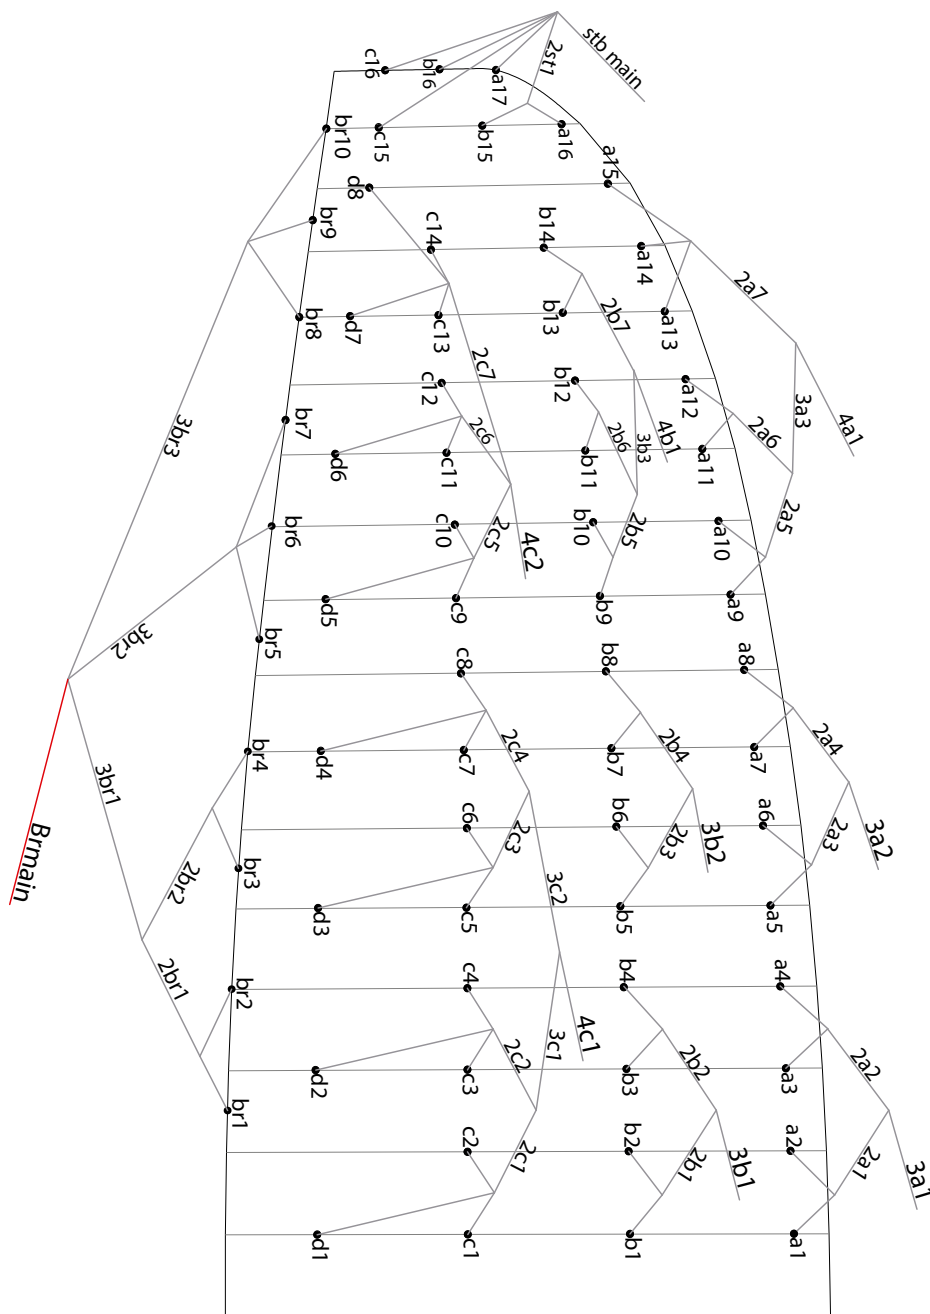 stb main
2st1
c16
b16
a17
br10
c15
b15
a16
a15
d8
br9
c14
b14
a14
2a7
br8
d7
c13
b13
2b7
a13
2c7
c12
b12
a12
3a3
4a1
br7
3br3
2c6
2b6
3b3
4b1
2a6
d6
c11
b11
a11
br6
c10
2c5
4c2
b10
2b5
a10
2a5
3br2
br5
d5
c9
b9
a9
c8
b8
a8
br4
d4
c7
2c4
b7
2b4
a7
2a4
3br1
Brmain
c6
2c3
b6
2b3
3b2
a6
2a3
3a2
br3
2br2
d3
c5
3c2
b5
a5
2br1
br2
c4
b4
a4
d2
c3
2c2
3c1
4c1
b3
2b2
a3
2a2
br1
c2
2c1
b2
2b1
3b1
a2
2a1
3a1
d1
c1
b1
a1